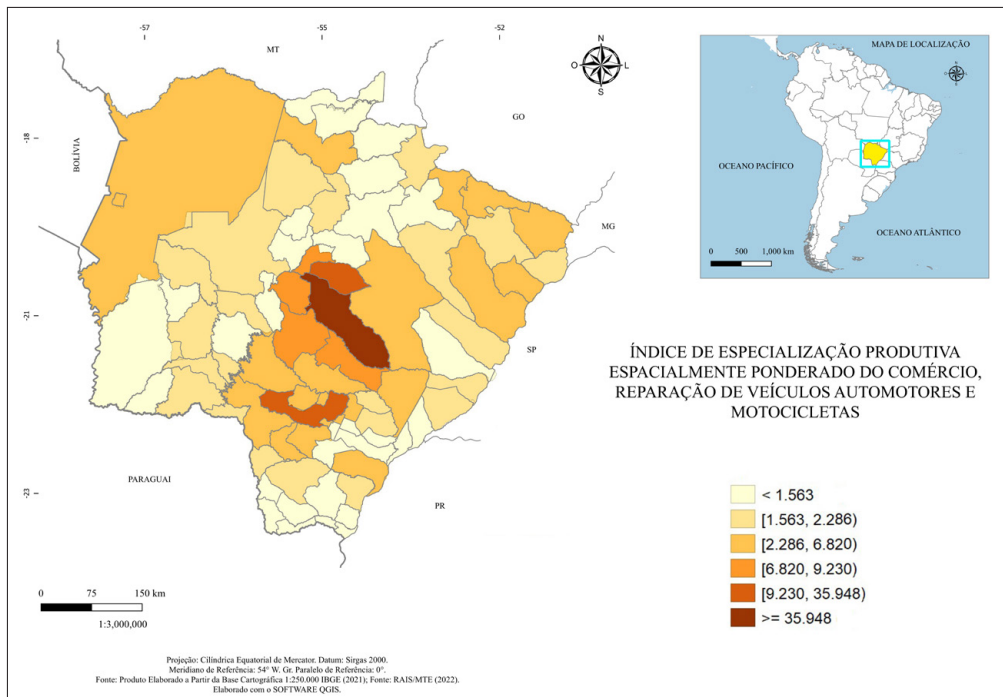 -57
-55
-52
MT
N
O
L
S
GO
-18
BOLÍVIA
MG
-21
SP
PARAGUAI
-23
PR
0 75 150 km
1:3,000,000
Projeção: Cilíndrica Equatorial de Mercator. Datum: Sirgas 2000.
Meridiano de Referência: 54° W. Gr. Paralelo de Referência: 0°.
Fonte: Produto Elaborado a Partir da Base Cartográfica 1:250.000 IBGE (2021); Fonte: RAIS/MTE (2022).
Elaborado com o SOFTWARE QGIS.
MAPA DE LOCALIZAÇÃO
OCEANO PACÍFICO
OCEANO ATLÂNTICO
0 500 1,000 km
ÍNDICE DE ESPECIALIZAÇÃO PRODUTIVA
ESPACIALMENTE PONDERADO DO COMÉRCIO,
REPARAÇÃO DE VEÍCULOS AUTOMOTORES E
MOTOCICLETAS
< 1.563
[1.563, 2.286)
[2.286, 6.820)
[6.820, 9.230)
[9.230, 35.948)
>= 35.948